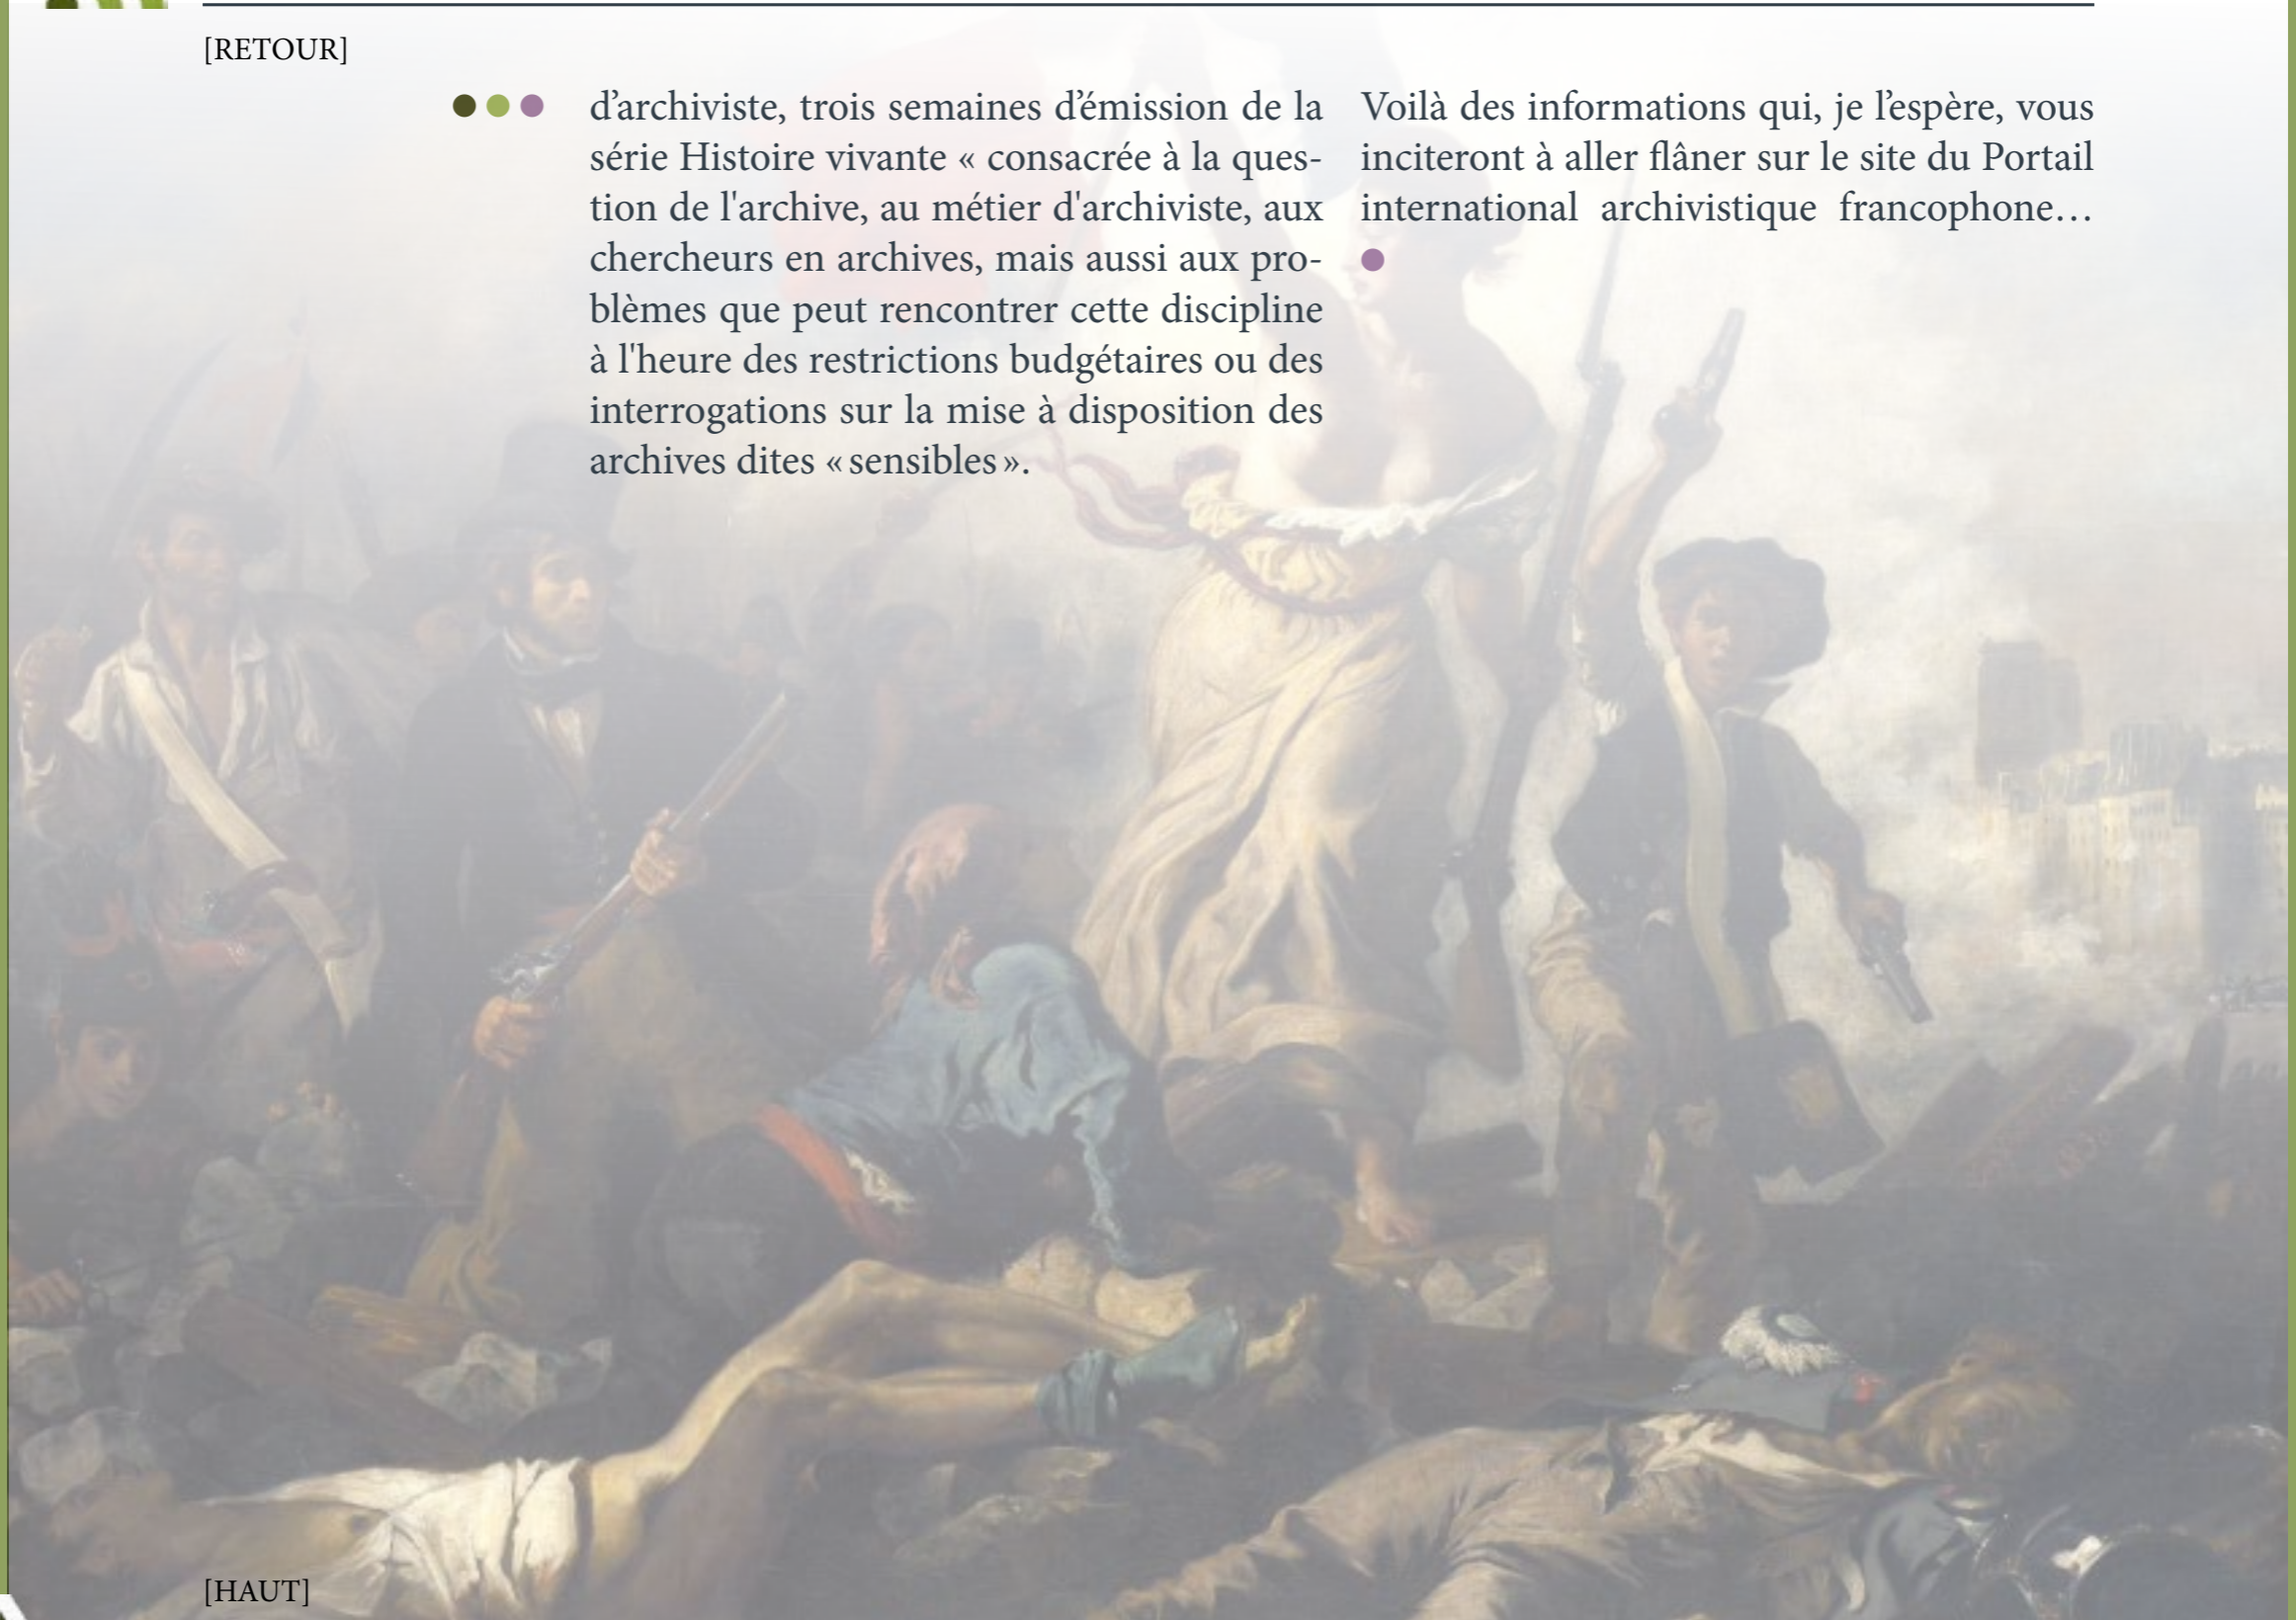 [RETOUR]
d’archiviste, trois semaines d’émission de la
série Histoire vivante « consacrée à la ques-
tion de l'archive, au métier d'archiviste, aux
chercheurs en archives, mais aussi aux pro-
blèmes que peut rencontrer cette discipline
à l'heure des restrictions budgétaires ou des
interrogations sur la mise à disposition des
archives dites « sensibles ».
Voilà des informations qui, je l’espère, vous
inciteront à aller flâner sur le site du Portail
international archivistique francophone…
[HAUT]